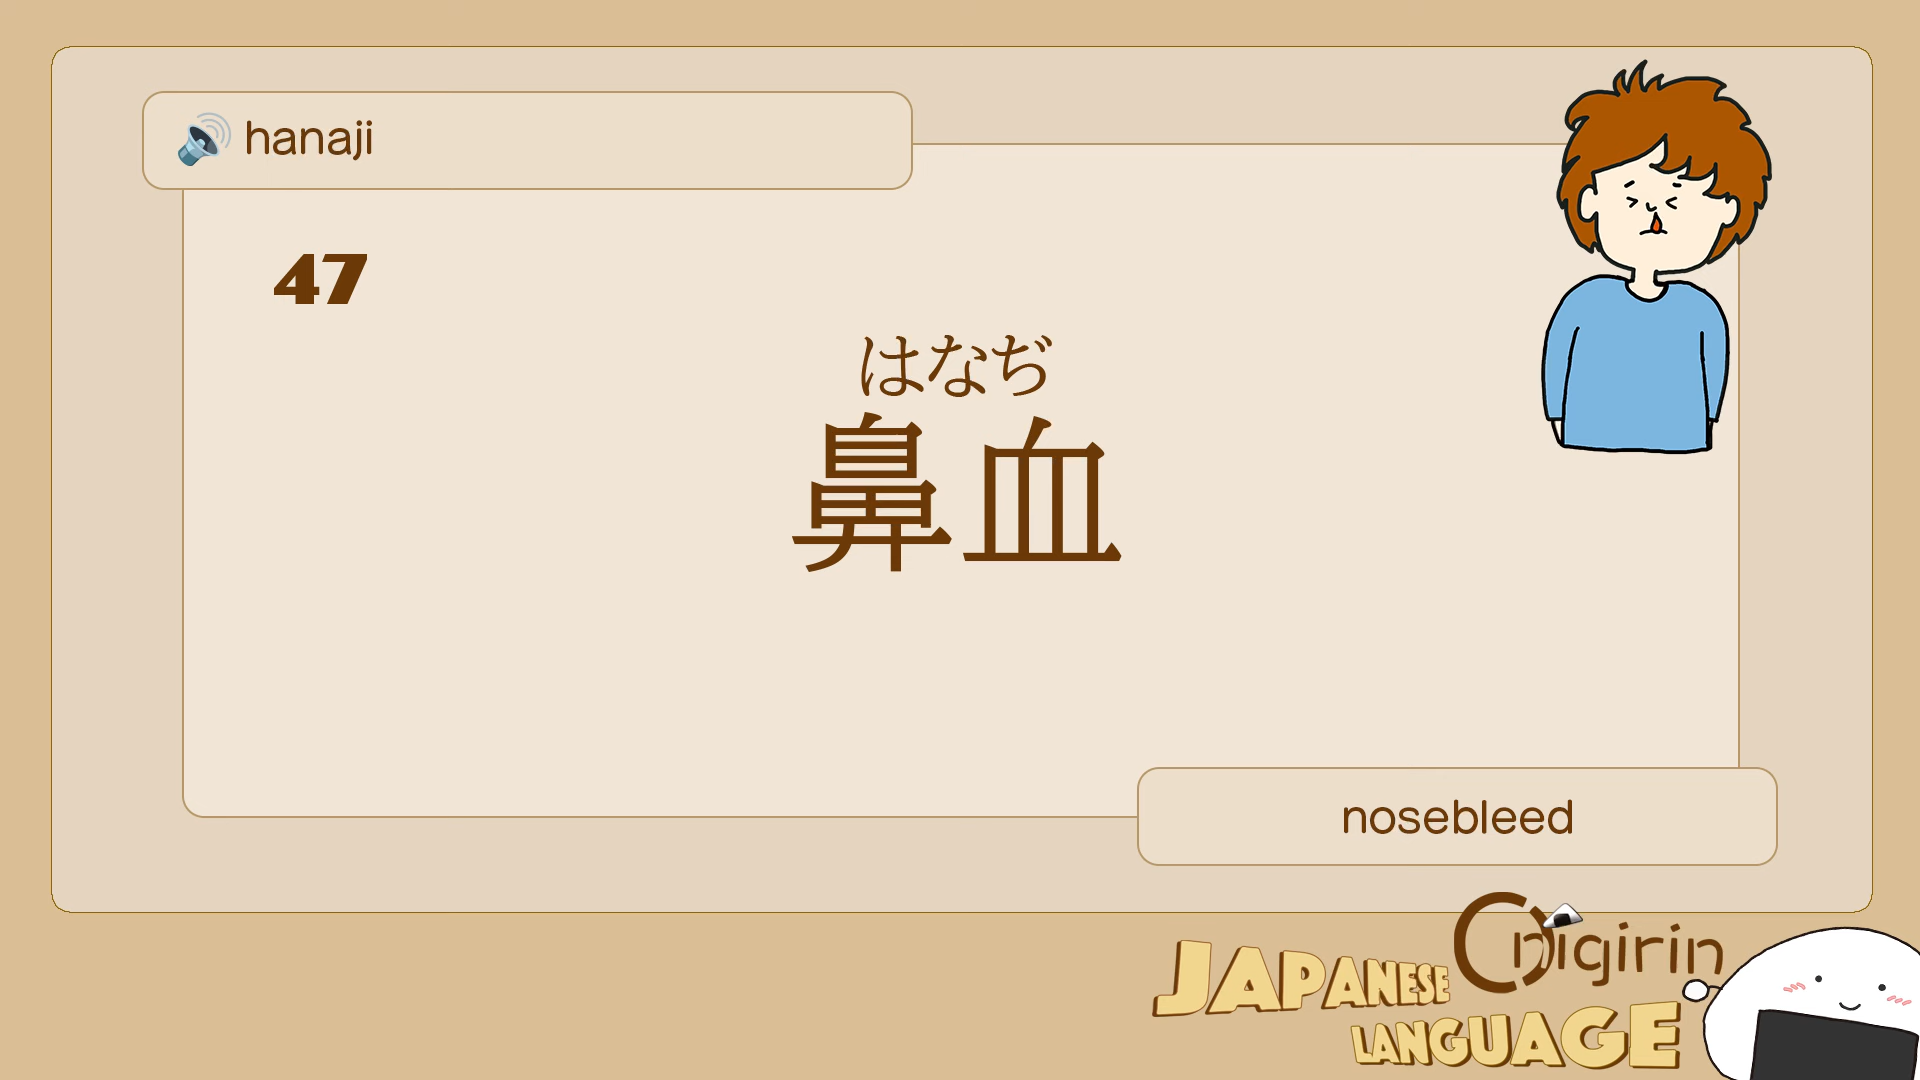 hanaji
47
はなぢ
鼻血
nosebleed
Onigirin
JAPANESE
LANGUAGE